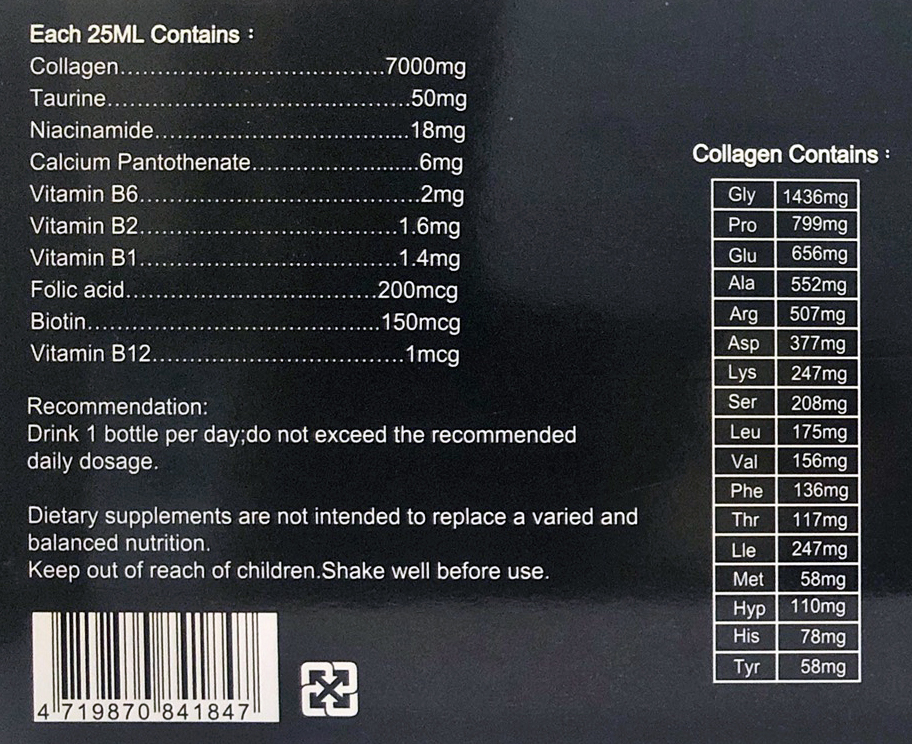 Each 25ML Contains：
Collagen..................................7000mg
Taurine.......................................50mg
Niacinamide................................18mg
Calcium Pantothenate.....................6mg
Vitamin B6...................................2mg
Vitamin B2................................1.6mg
Vitamin B1................................1.4mg
Folic acid...............................200mcg
Biotin....................................150mcg
Vitamin B12................................1mcg
Recommendation:
Drink 1 bottle per day;do not exceed the recommended
daily dosage.
Dietary supplements are not intended to replace a varied and
balanced nutrition.
Keep out of reach of children.Shake well before use.
4 719870 841847
Collagen Contains：
Gly 1436mg
Pro 799mg
Glu 656mg
Ala 552mg
Arg 507mg
Asp 377mg
Lys 247mg
Ser 208mg
Leu 175mg
Val 156mg
Phe 136mg
Thr 117mg
Lle 247mg
Met 58mg
Hyp 110mg
His 78mg
Tyr 58mg